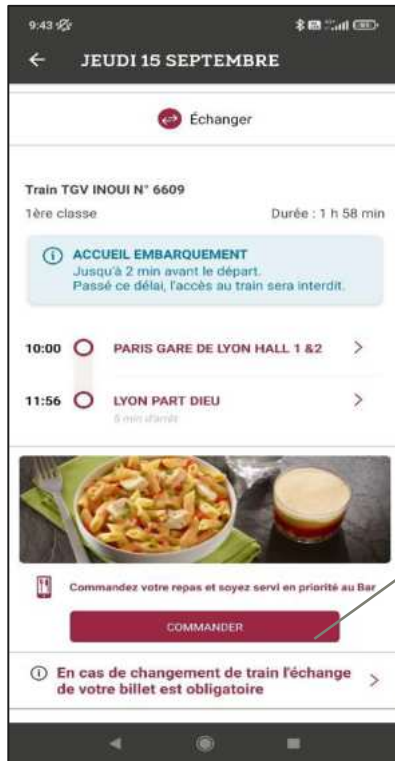 9:43
JEUDI 15 SEPTEMBRE
Échanger
Train TGV INOUI N° 6609
1ère classe
Durée : 1 h 58 min
ACCUEIL EMBARQUEMENT
Jusqu'à 2 min avant le départ.
Passé ce délai, l'accès au train sera interdit.
10:00 PARIS GARE DE LYON HALL 1 &2
11:56 LYON PART DIEU
5 min d'arrêt
Commandez votre repas et soyez servi en priorité au Bar
COMMANDER
En cas de changement de train l'échange
de votre billet est obligatoire